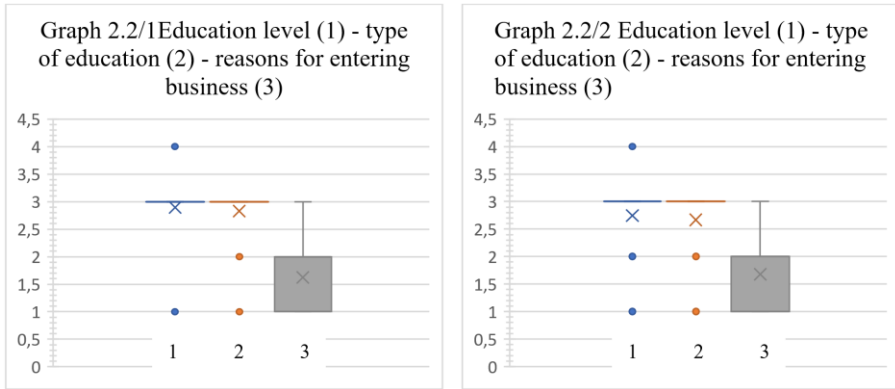 Graph 2.2/1Education level (1) - type
of education (2) - reasons for entering
business (3)
4,5
4
3,5
3
2,5
2
1,5
1
0,5
0
1 2 3
Graph 2.2/2 Education level (1) - type
of education (2) - reasons for entering
business (3)
4,5
4
3,5
3
2,5
2
1,5
1
0,5
0
1 2 3